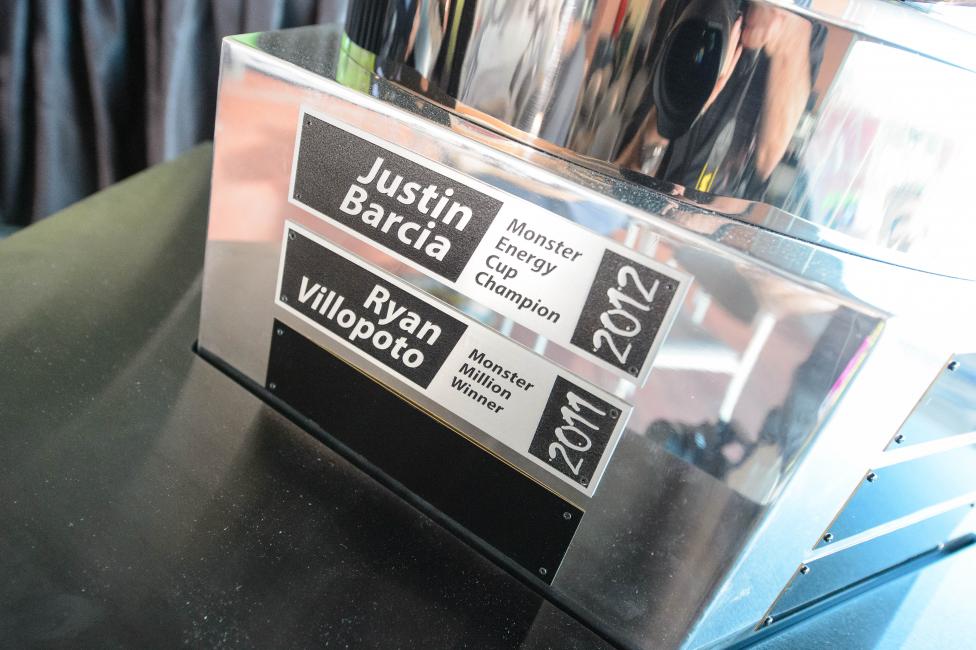 Justin
Barcia
Monster
Energy
Cup
Champion
2012
Ryan
Villopoto
Monster
Million
Winner
2011